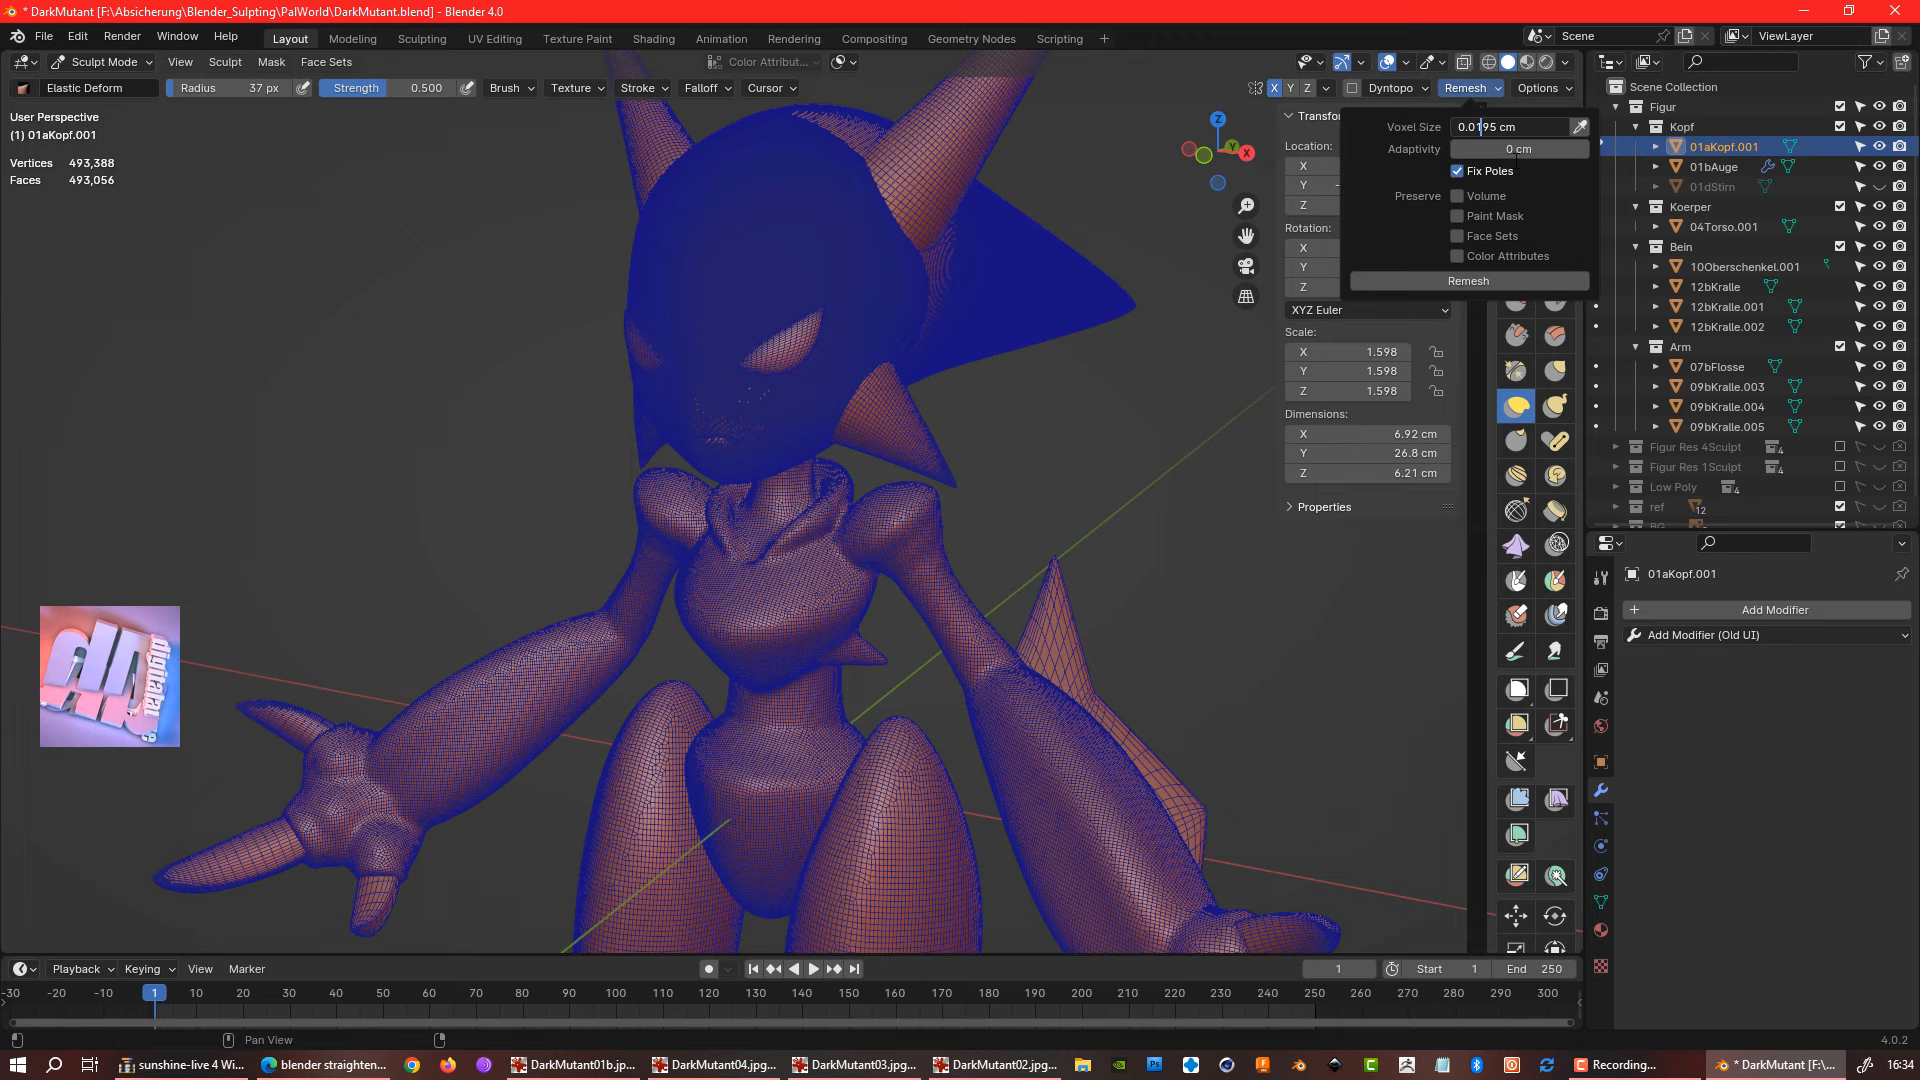 * DarkMutant [F:\Absicherung\Blender_Sulpting\PalWorld\DarkMutant.blend] - Blender 4.0
File Edit Render Window Help
Layout Modeling Sculpting UV Editing Texture Paint Shading Animation Rendering Compositing Geometry Nodes Scripting +
Scene ViewLayer
Sculpt Mode View Sculpt Mask Face Sets Color Attribut...
Elastic Deform Radius 37 px Strength 0.500 Brush Texture Stroke Falloff Cursor X Y Z Dyntopo Remesh Options
User Perspective
(1) 01aKopf.001
Vertices 493,388
Faces 493,056
Z
Y
X
Voxel Size 0.0195 cm
Adaptivity 0 cm
Fix Poles
Preserve Volume
Paint Mask
Face Sets
Color Attributes
Remesh
Transfor
Location:
X
Y
Z
Rotation:
X
Y
Z
XYZ Euler
Scale:
X 1.598
Y 1.598
Z 1.598
Dimensions:
X 6.92 cm
Y 26.8 cm
Z 6.21 cm
Properties
Scene Collection
Figur
Kopf
01aKopf.001
01bAuge
01dStirn
Koerper
04Torso.001
Bein
10Oberschenkel.001
12bKralle
12bKralle.001
12bKralle.002
Arm
07bFlosse
09bKralle.003
09bKralle.004
09bKralle.005
Figur Res 4Sculpt 4
Figur Res 1Sculpt 4
Low Poly 4
ref 12
BG
01aKopf.001
Add Modifier
Add Modifier (Old UI)
digitalat
Playback Keying View Marker
1 Start 1 End 250
-30 -20 -10 1 10 20 30 40 50 60 70 80 90 100 110 120 130 140 150 160 170 180 190 200 210 220 230 240 250 260 270 280 290 300
Pan View
4.0.2
sunshine-live 4 Wi...
blender straighten...
DarkMutant01b.jp...
DarkMutant04.jpg...
DarkMutant03.jpg...
DarkMutant02.jpg...
Ps
Recording...
* DarkMutant [F:\...
16:34